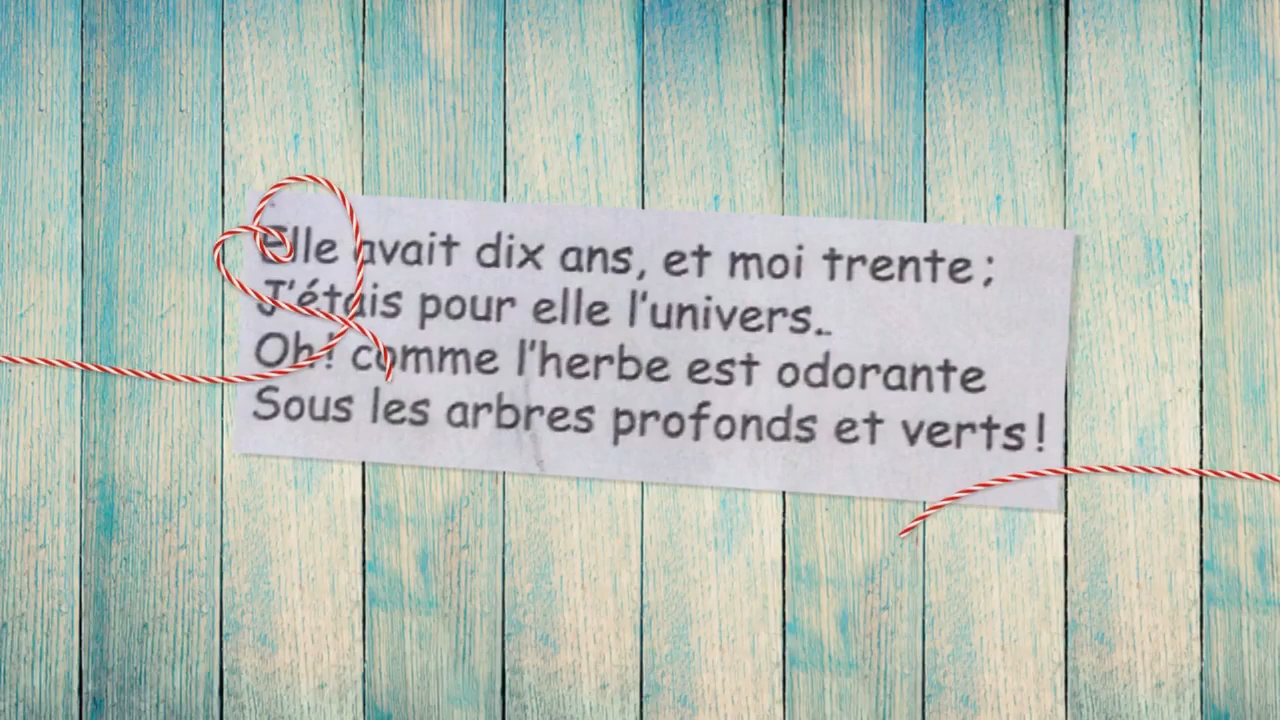 Elle avait dix ans, et moi trente ;
J'étais pour elle l'univers..
Oh! comme l'herbe est odorante
Sous les arbres profonds et verts !